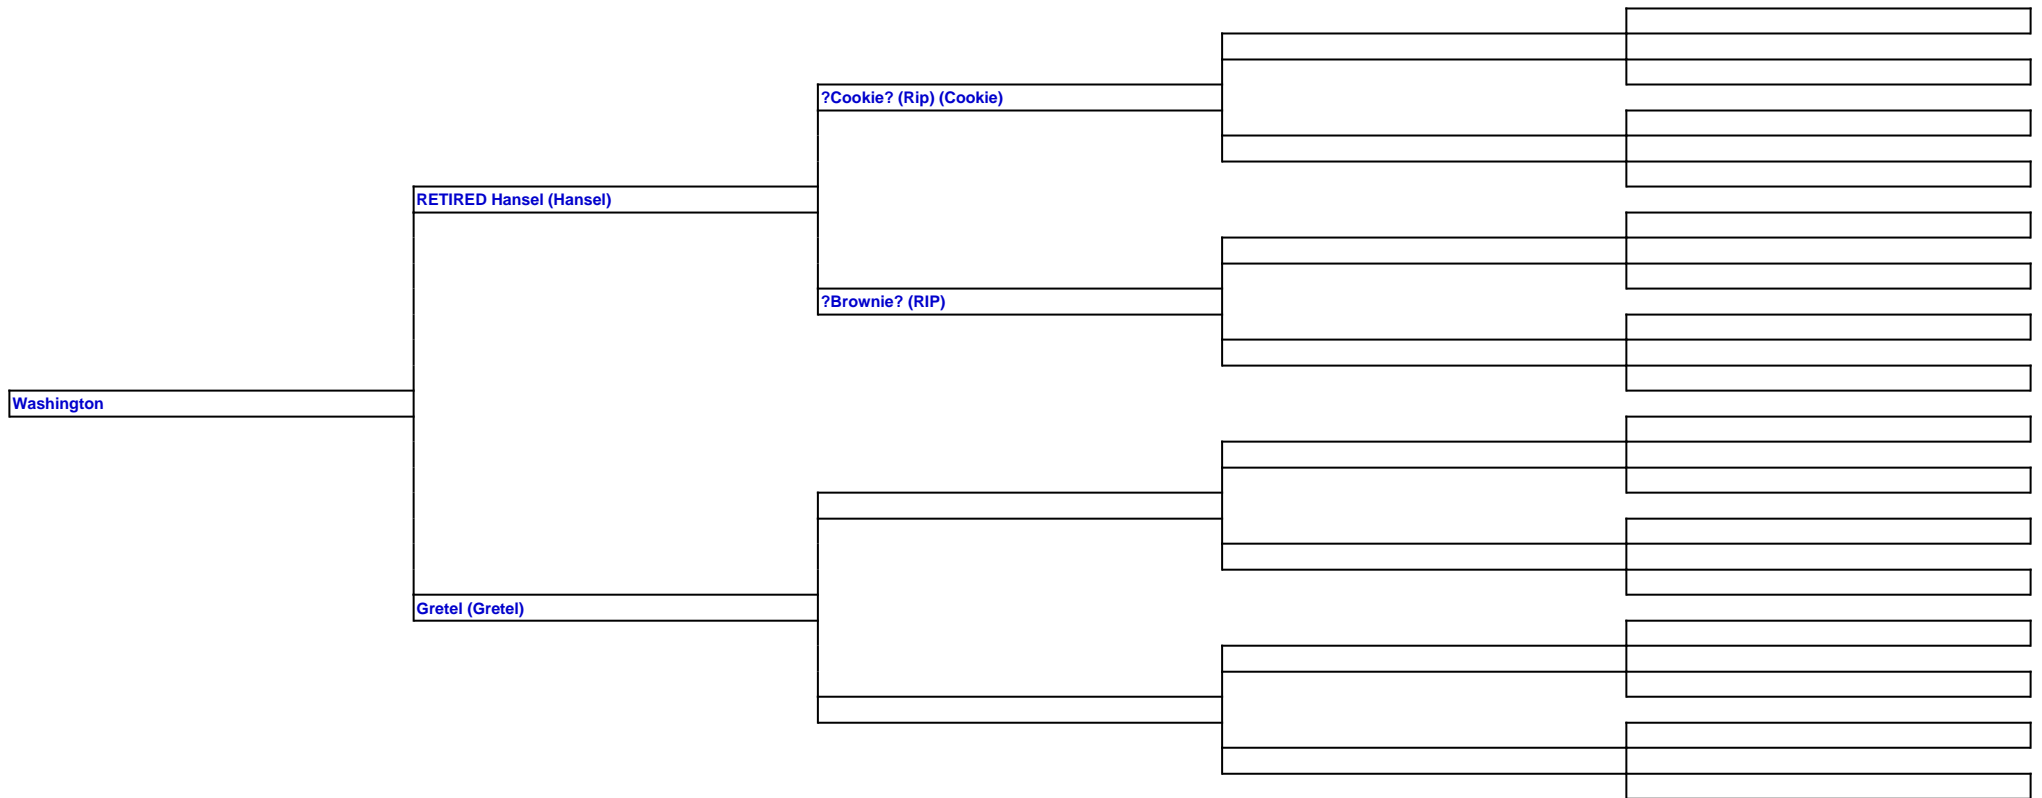 ?Cookie? (Rip) (Cookie)
RETIRED Hansel (Hansel)
?Brownie? (RIP)
Washington
Gretel (Gretel)